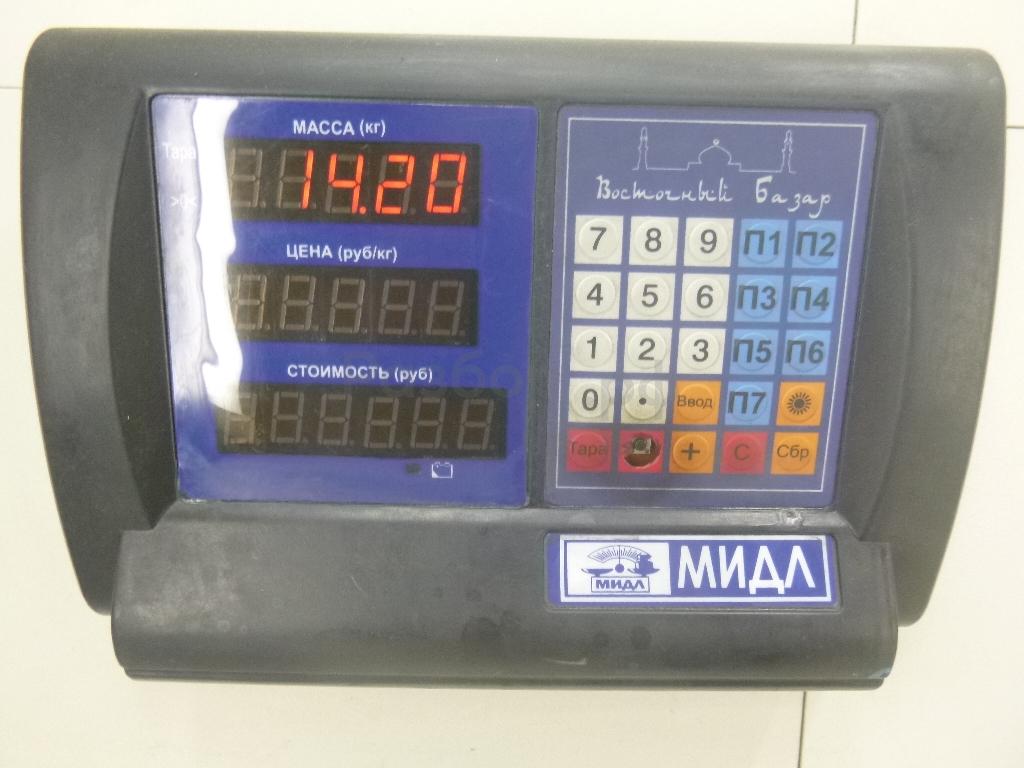 МАССА (кг)
Тара
14.20
>0<
ЦЕНА (руб/кг)
СТОИМОСТЬ (руб)
Восточный Базар
7 8 9 П1 П2
4 5 6 П3 П4
1 2 3 П5 П6
0 . Ввод П7
Тара + С Сбр
МИДЛ МИДЛ